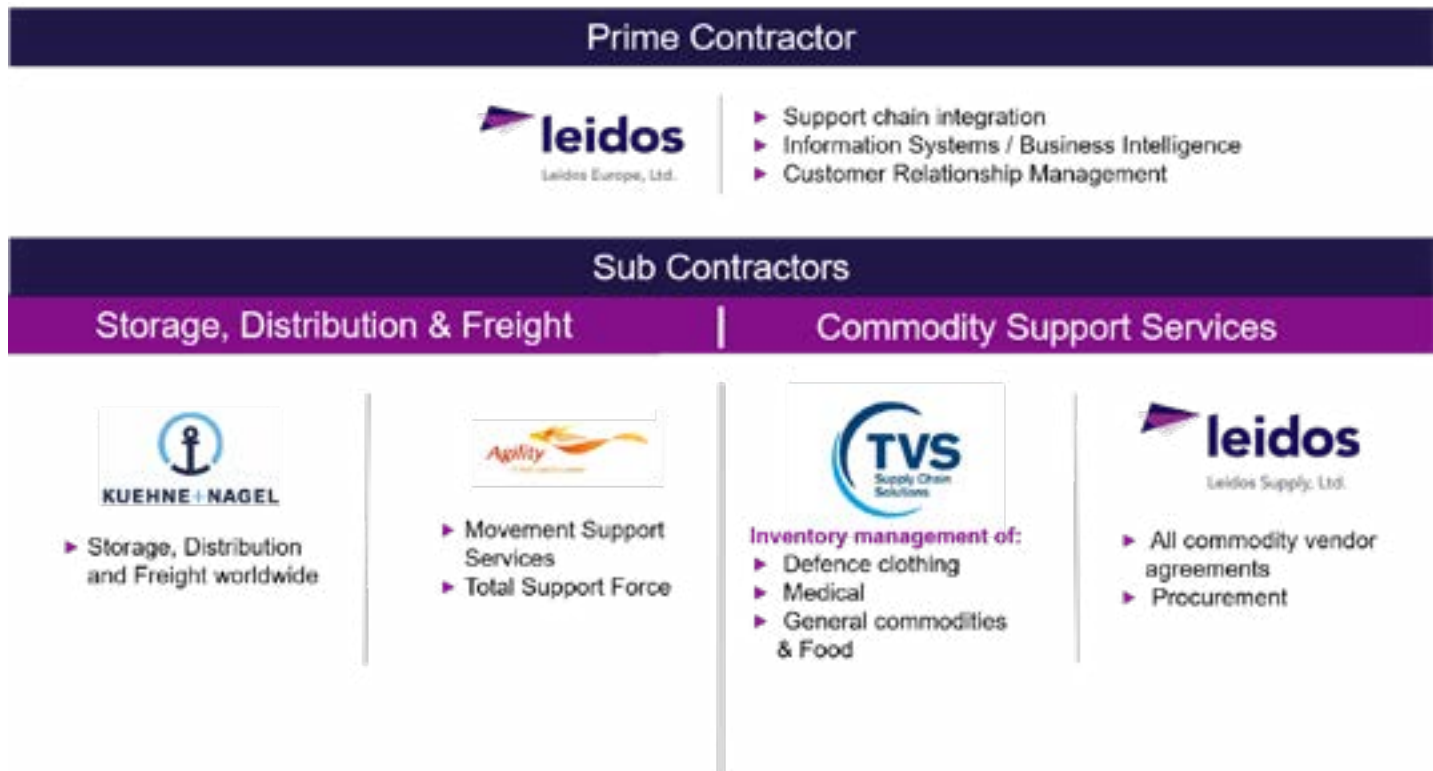 Prime Contractor
leidos
Leidos Europe, Ltd.
► Support chain integration
► Information Systems / Business Intelligence
► Customer Relationship Management
Sub Contractors
Storage, Distribution & Freight
Commodity Support Services
KUEHNE+NAGEL
► Storage, Distribution
and Freight worldwide
Agility
► Movement Support
Services
► Total Support Force
TVS
Supply Chain
Solutions
Inventory management of:
► Defence clothing
► Medical
► General commodities
& Food
leidos
Leidos Supply, Ltd.
► All commodity vendor
agreements
► Procurement